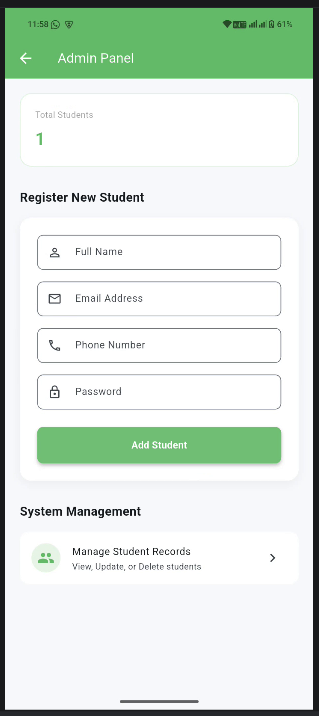 11:58 61%
Admin Panel
Total Students
1
Register New Student
Full Name
Email Address
Phone Number
Password
Add Student
System Management
Manage Student Records
View, Update, or Delete students